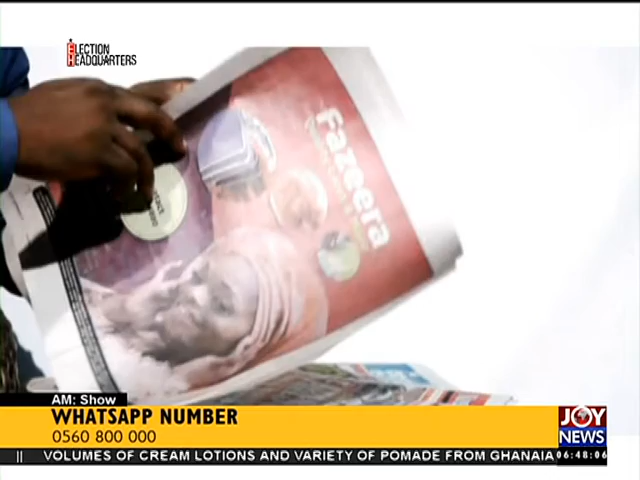 ELECTION
HEADQUARTERS
Fazeera
AM: Show
WHATSAPP NUMBER
0560 800 000
JOY
NEWS
|| VOLUMES OF CREAM LOTIONS AND VARIETY OF POMADE FROM GHANAIA
06:48:06